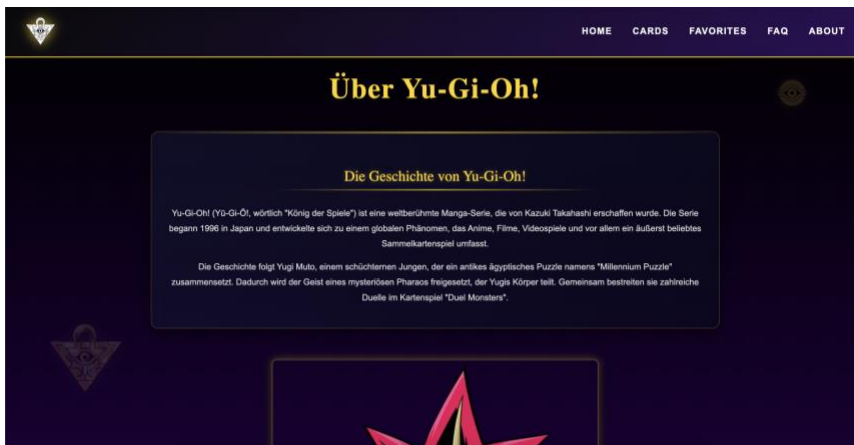 HOME CARDS FAVORITES FAQ ABOUT
Über Yu-Gi-Oh!
Die Geschichte von Yu-Gi-Oh!
Yu-Gi-Oh! (Yū-Gi-Ō!, wörtlich "König der Spiele") ist eine weltberühmte Manga-Serie, die von Kazuki Takahashi erschaffen wurde. Die Serie
begann 1996 in Japan und entwickelte sich zu einem globalen Phänomen, das Anime, Filme, Videospiele und vor allem ein äußerst beliebtes
Sammelkartenspiel umfasst.
Die Geschichte folgt Yugi Muto, einem schüchternen Jungen, der ein antikes ägyptisches Puzzle namens "Millennium Puzzle"
zusammensetzt. Dadurch wird der Geist eines mysteriösen Pharaos freigesetzt, der Yugis Körper teilt. Gemeinsam bestreiten sie zahlreiche
Duelle im Kartenspiel "Duel Monsters".